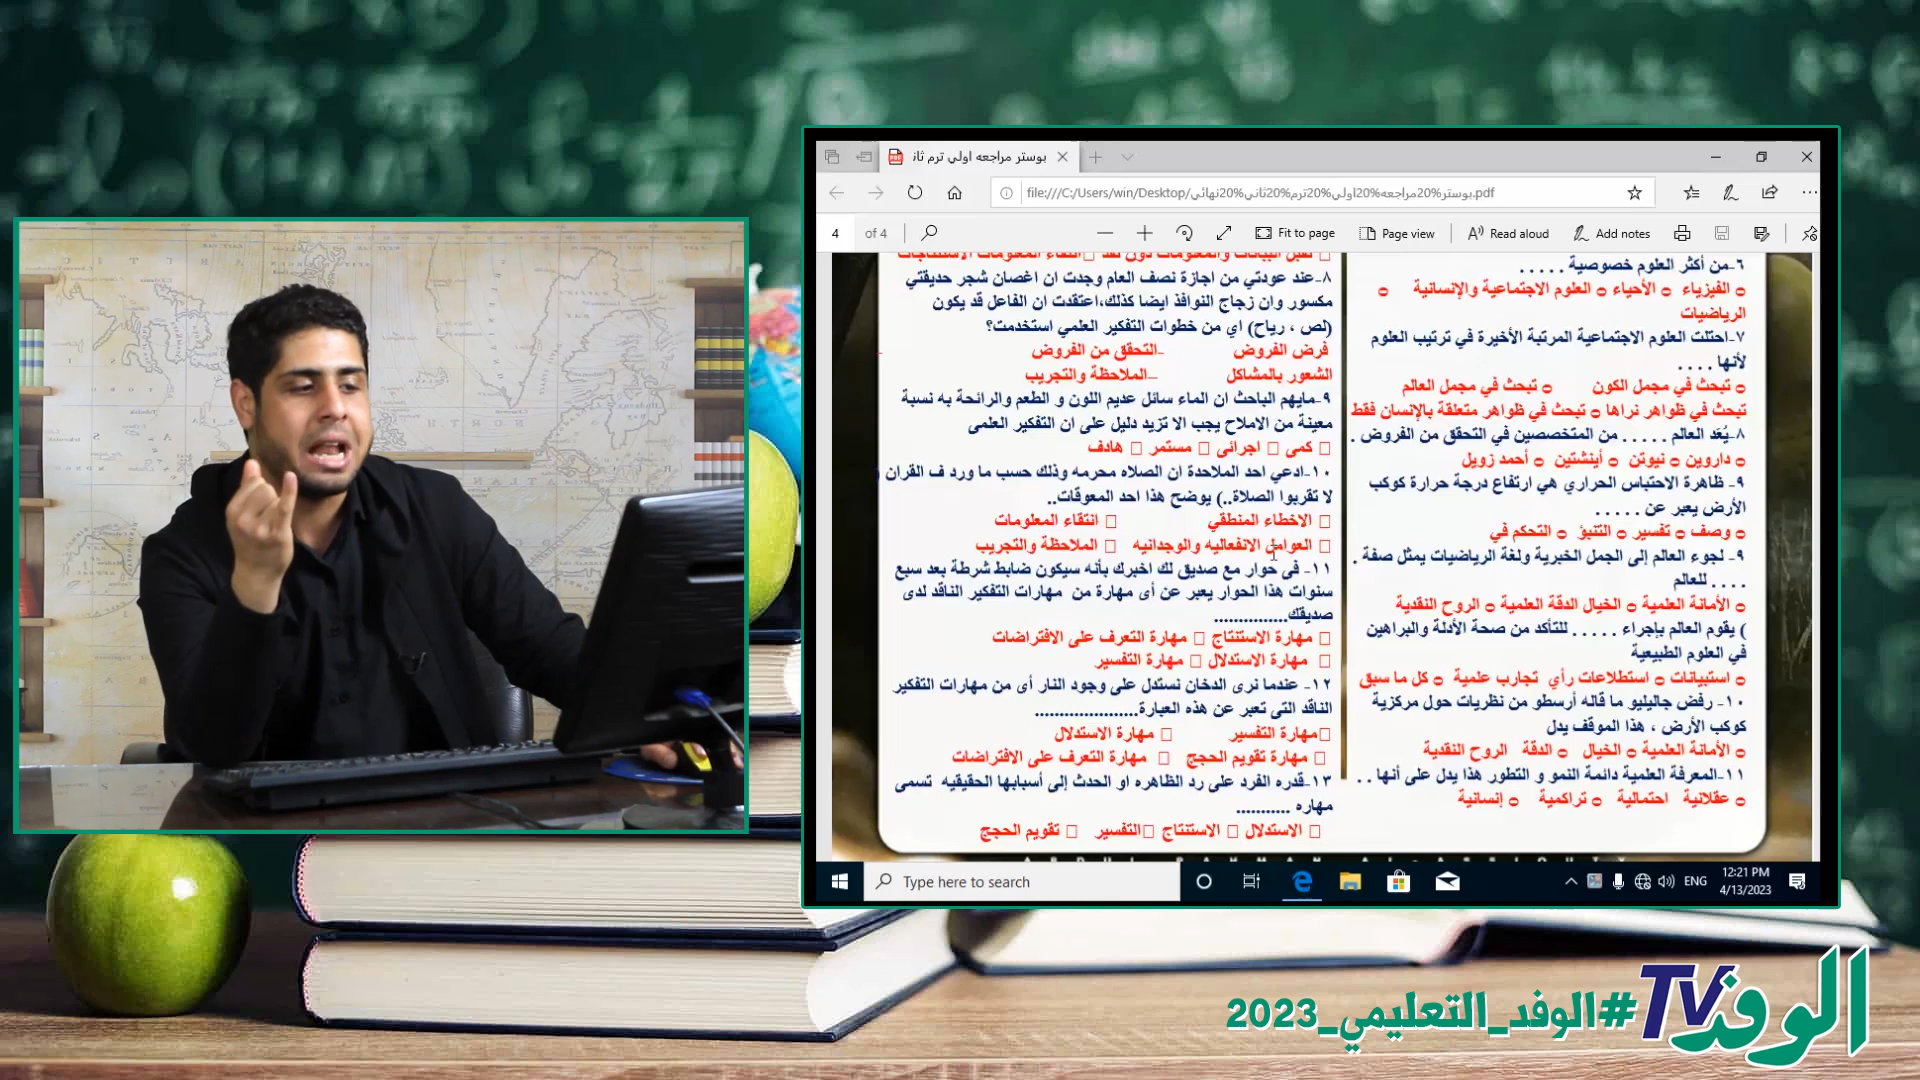 بوستر مراجعه اولي ترم ثان
file:///C:/Users/win/Desktop/بوستر%20مراجعه%20اولي%20ترم%20ثاني%20نهائي.pdf
4 of 4
Fit to page
Page view
Read aloud
Add notes
٦-من أكثر العلوم خصوصية . . . . .
الفيزياء الأحياء العلوم الاجتماعية والإنسانية
الرياضيات
٧-احتلت العلوم الاجتماعية المرتبة الأخيرة في ترتيب العلوم
لأنها . . . .
تبحث في مجمل الكون تبحث في مجمل العالم
تبحث في ظواهر نراها تبحث في ظواهر متعلقة بالإنسان فقط
٨-يُعَد العالم . . . . . من المتخصصين في التحقق من الفروض .
داروين نيوتن أينشتين أحمد زويل
٩- ظاهرة الاحتباس الحراري هي ارتفاع درجة حرارة كوكب
الأرض يعبر عن . . . . .
وصف تفسير التنبؤ التحكم في
٩- لجوء العالم إلى الجمل الخبرية ولغة الرياضيات يمثل صفة .
. . . . للعالم
الأمانة العلمية الخيال الدقة العلمية الروح النقدية
) يقوم العالم بإجراء . . . . . للتأكد من صحة الأدلة والبراهين
في العلوم الطبيعية
استبيانات استطلاعات رأي تجارب علمية كل ما سبق
١٠- رفض جاليليو ما قاله أرسطو من نظريات حول مركزية
كوكب الأرض ، هذا الموقف يدل
الأمانة العلمية الخيال الدقة الروح النقدية
١١-المعرفة العلمية دائمة النمو و التطور هذا يدل على أنها . .
عقلانية احتمالية تراكمية إنسانية
٨-عند عودتي من اجازة نصف العام وجدت ان اغصان شجر حديقتي
مكسور وان زجاج النوافذ ايضا كذلك،اعتقدت ان الفاعل قد يكون
(لص ، رياح) اي من خطوات التفكير العلمي استخدمت؟
فرض الفروض -التحقق من الفروض
الشعور بالمشاكل –الملاحظة والتجريب
٩-مايهم الباحث ان الماء سائل عديم اللون و الطعم والرائحة به نسبة
معينة من الاملاح يجب الا تزيد دليل على ان التفكير العلمى
كمى اجرائى مستمر هادف
١٠-ادعي احد الملاحدة ان الصلاه محرمه وذلك حسب ما ورد ف القران (
لا تقربوا الصلاة..) يوضح هذا احد المعوقات..
الاخطاء المنطقي انتقاء المعلومات
العوامل الانفعاليه والوجدانيه الملاحظة والتجريب
١١- فى حوار مع صديق لك اخبرك بأنه سيكون ضابط شرطة بعد سبع
سنوات هذا الحوار يعبر عن أى مهارة من مهارات التفكير الناقد لدى
صديقك...............
مهارة الاستنتاج مهارة التعرف على الافتراضات
مهارة الاستدلال مهارة التفسير
١٢- عندما نرى الدخان نستدل على وجود النار أى من مهارات التفكير
الناقد التى تعبر عن هذه العبارة.....................
مهارة التفسير مهارة الاستدلال
مهارة تقويم الحجج مهارة التعرف على الافتراضات
١٣-قدره الفرد على رد الظاهره او الحدث إلى أسبابها الحقيقيه تسمى
مهاره ...........
الاستدلال الاستنتاج التفسير تقويم الحجج
Type here to search
ENG
12:21 PM
4/13/2023
#الوفد_التعليمي_2023
الوفد TV